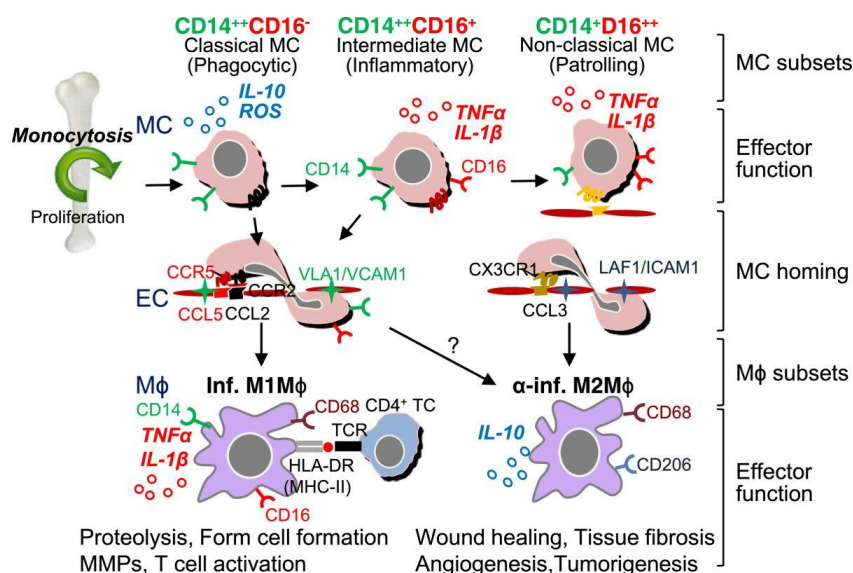 CD14++CD16-
Classical MC
(Phagocytic)
CD14++CD16+
Intermediate MC
(Inflammatory)
CD14+D16++
Non-classical MC
(Patrolling)
MC subsets
Monocytosis
Proliferation
MC
IL-10
ROS
CD14
TNFα
IL-1β
CD16
TNFα
IL-1β
Effector
function
EC
CCR5
CCR2
CCL5
CCL2
VLA1/VCAM1
CX3CR1
CCL3
LAF1/ICAM1
MC homing
?
Mϕ
Inf. M1Mϕ
α-inf. M2Mϕ
Mϕ subsets
CD14
TNFα
IL-1β
CD68
TCR
CD4+ TC
HLA-DR
(MHC-II)
CD16
IL-10
CD68
CD206
Effector
function
Proteolysis, Form cell formation
MMPs, T cell activation
Wound healing, Tissue fibrosis
Angiogenesis,Tumorigenesis